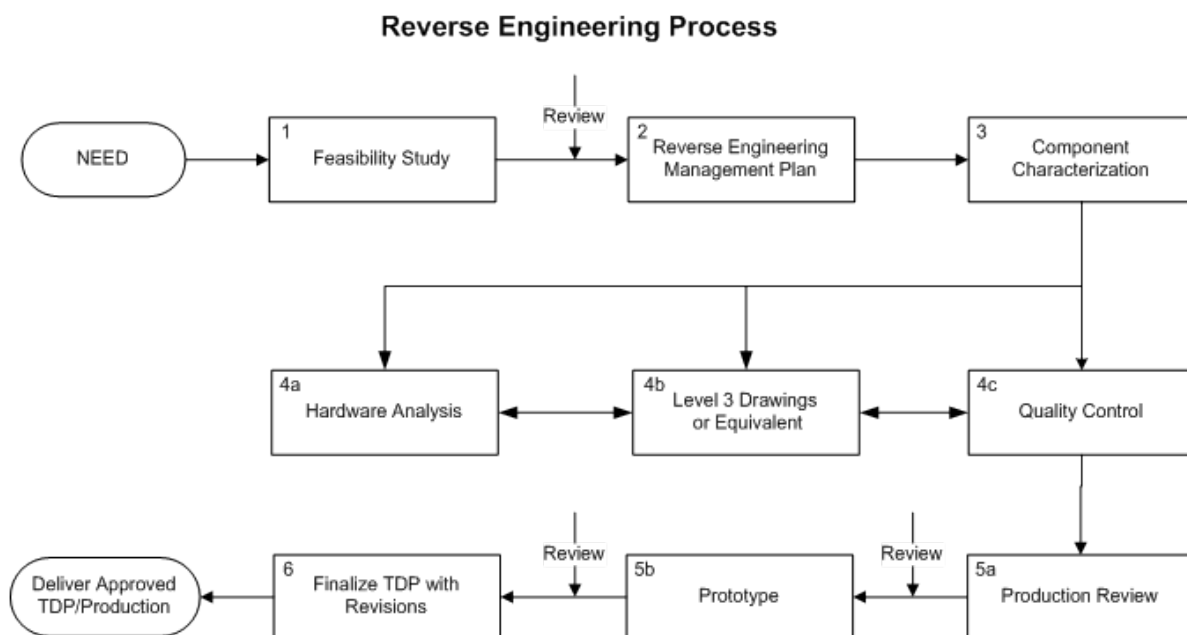 Reverse Engineering Process
NEED
1
Feasibility Study
Review
2
Reverse Engineering
Management Plan
3
Component
Characterization
4a
Hardware Analysis
4b
Level 3 Drawings
or Equivalent
4c
Quality Control
Deliver Approved
TDP/Production
6
Finalize TDP with
Revisions
Review
5b
Prototype
Review
5a
Production Review